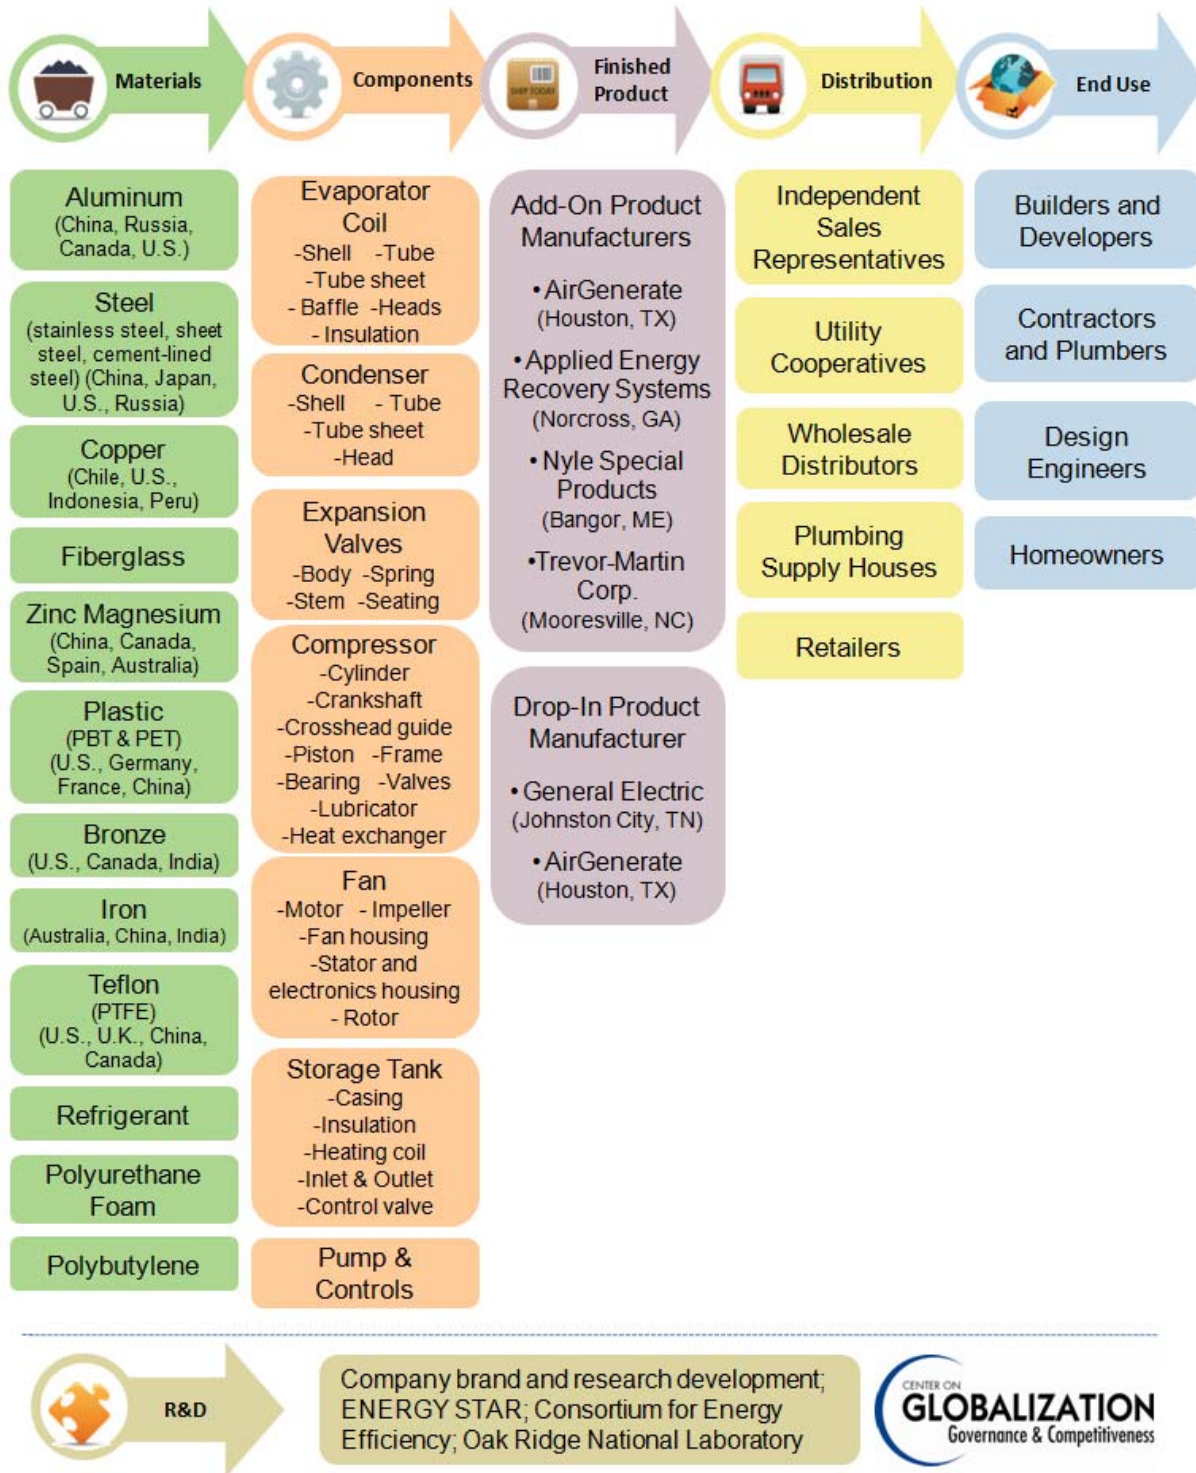 Materials
Components
Finished
Product
Distribution
End Use
SHIP TODAY
Aluminum
(China, Russia,
Canada, U.S.)
Steel
(stainless steel, sheet
steel, cement-lined
steel) (China, Japan,
U.S., Russia)
Copper
(Chile, U.S.,
Indonesia, Peru)
Fiberglass
Zinc Magnesium
(China, Canada,
Spain, Australia)
Plastic
(PBT & PET)
(U.S., Germany,
France, China)
Bronze
(U.S., Canada, India)
Iron
(Australia, China, India)
Teflon
(PTFE)
(U.S., U.K., China,
Canada)
Refrigerant
Polyurethane
Foam
Polybutylene
Evaporator
Coil
-Shell -Tube
-Tube sheet
- Baffle -Heads
- Insulation
Condenser
-Shell - Tube
-Tube sheet
-Head
Expansion
Valves
-Body -Spring
-Stem -Seating
Compressor
-Cylinder
-Crankshaft
-Crosshead guide
-Piston -Frame
-Bearing -Valves
-Lubricator
-Heat exchanger
Fan
-Motor - Impeller
-Fan housing
-Stator and
electronics housing
- Rotor
Storage Tank
-Casing
-Insulation
-Heating coil
-Inlet & Outlet
-Control valve
Pump &
Controls
Add-On Product
Manufacturers
• AirGenerate
(Houston, TX)
• Applied Energy
Recovery Systems
(Norcross, GA)
• Nyle Special
Products
(Bangor, ME)
•Trevor-Martin
Corp.
(Mooresville, NC)
Drop-In Product
Manufacturer
• General Electric
(Johnston City, TN)
• AirGenerate
(Houston, TX)
Independent
Sales
Representatives
Utility
Cooperatives
Wholesale
Distributors
Plumbing
Supply Houses
Retailers
Builders and
Developers
Contractors
and Plumbers
Design
Engineers
Homeowners
R&D
Company brand and research development;
ENERGY STAR; Consortium for Energy
Efficiency; Oak Ridge National Laboratory
CENTER ON
GLOBALIZATION
Governance & Competitiveness